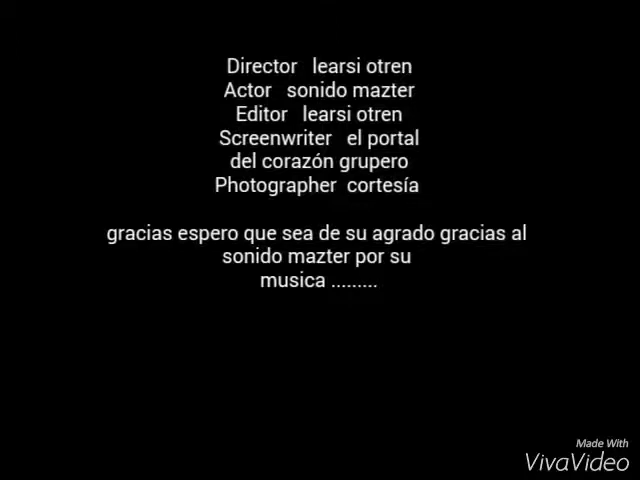 Director learsi otren
Actor sonido mazter
Editor learsi otren
Screenwriter el portal
del corazón grupero
Photographer cortesía
gracias espero que sea de su agrado gracias al
sonido mazter por su
musica .........
Made With
VivaVideo